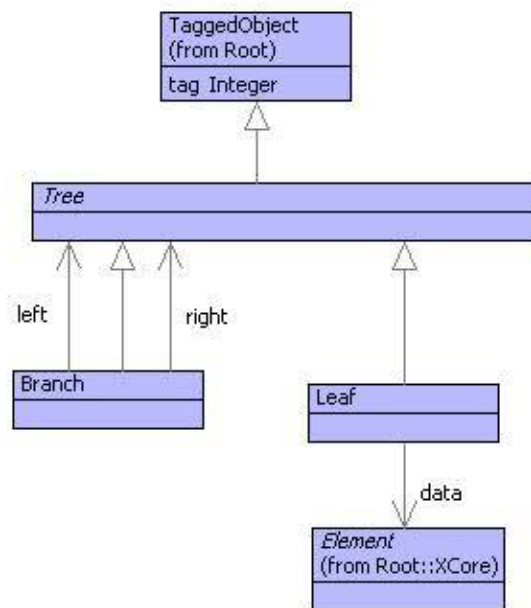 TaggedObject
(from Root)
tag Integer
Tree
left
right
Branch
Leaf
data
Element
(from Root::XCore)